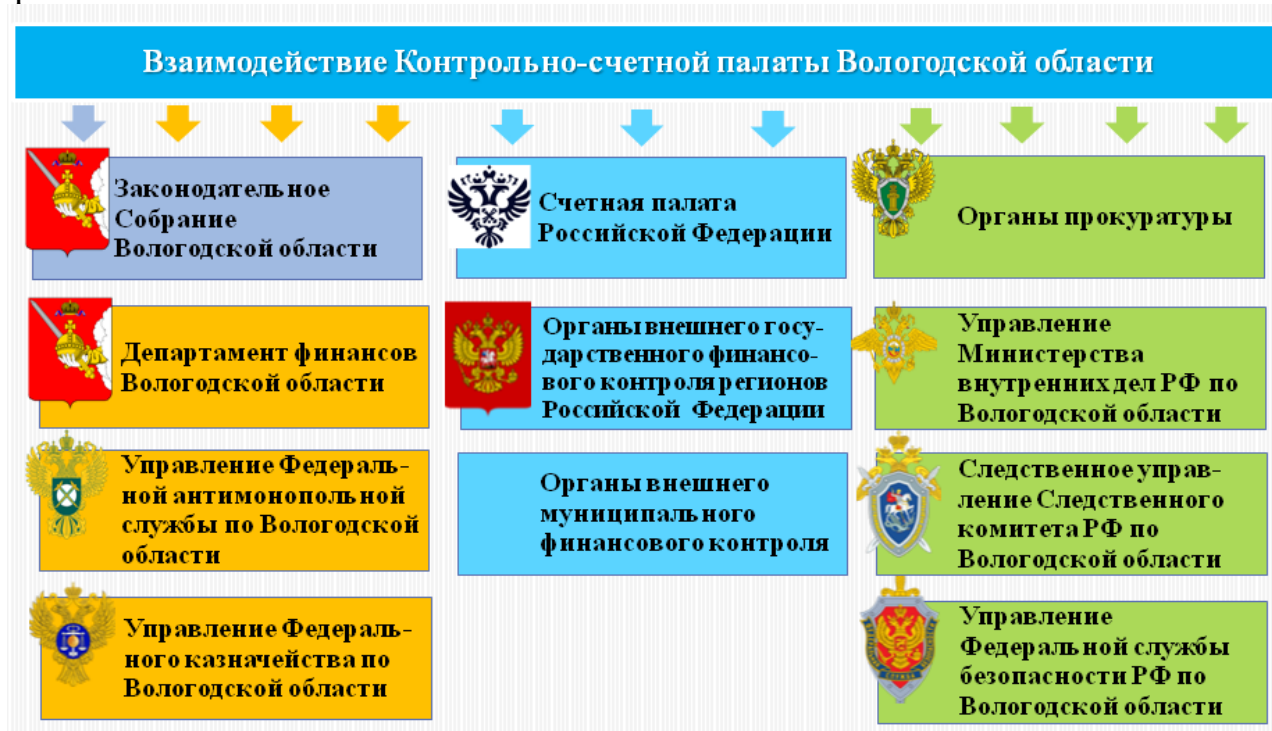 Взаимодействие Контрольно-счетной палаты Вологодской области
Законодательное
Собрание
Вологодской области
Департамент финансов
Вологодской области
Управление Федераль-
ной антимонопольной
службы по Вологодской
области
Управление Федераль-
ного казначейства по
Вологодской области
Счетная палата
Российской Федерации
Органы внешнего госу-
дарственного финансо-
вого контроля регионов
Российской Федерации
Органы внешнего
муниципального
финансового контроля
Органы прокуратуры
Управление
Министерства
внутренних дел РФ по
Вологодской области
Следственное управ-
ление Следственного
комитета РФ по
Вологодской области
Управление
Федеральной службы
безопасности РФ по
Вологодской области